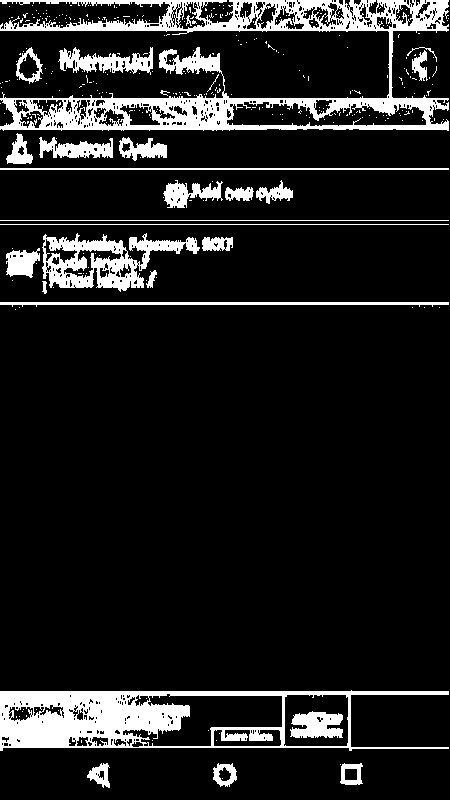 Menstrual Cycles
Menstrual Cycles
Add new cycle
Wednesday, February 8, 2017
Cycle length: /
Period length: /
Learn More